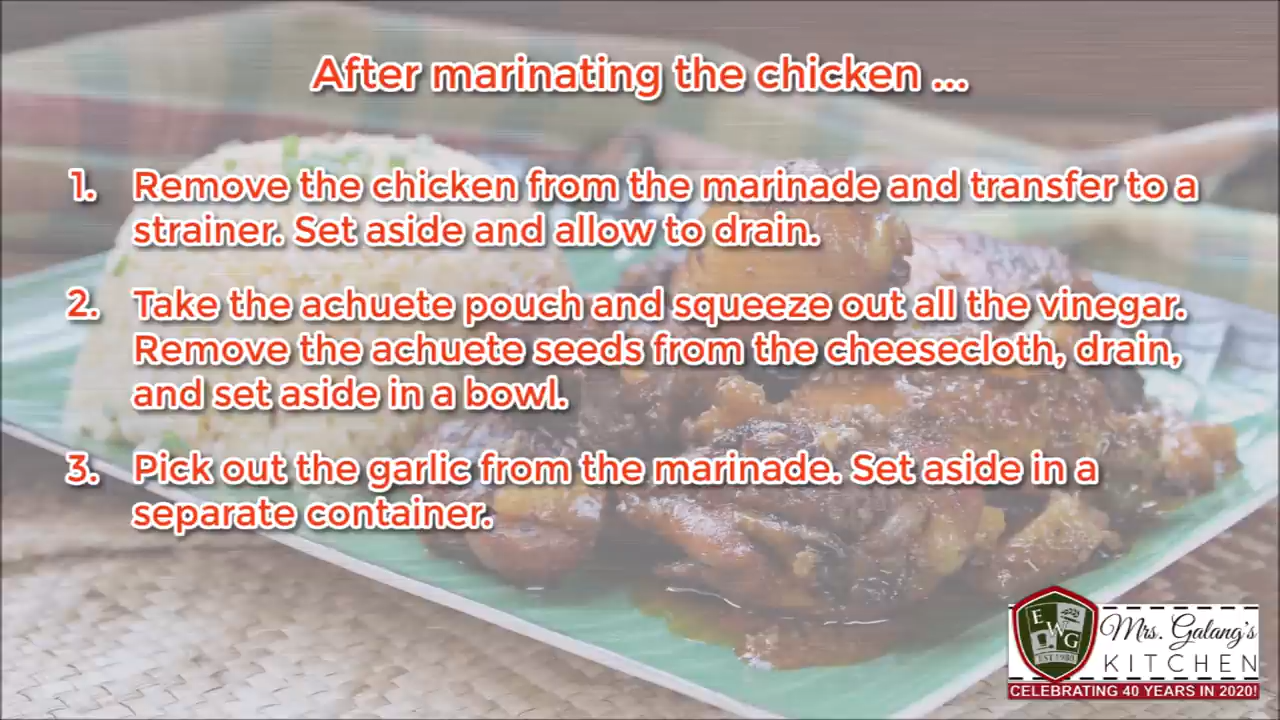 After marinating the chicken ...
1. Remove the chicken from the marinade and transfer to a
strainer. Set aside and allow to drain.
2. Take the achuete pouch and squeeze out all the vinegar.
Remove the achuete seeds from the cheesecloth, drain,
and set aside in a bowl.
3. Pick out the garlic from the marinade. Set aside in a
separate container.
EWG
EST 1980
Mrs. Galang's
KITCHEN
CELEBRATING 40 YEARS IN 2020!